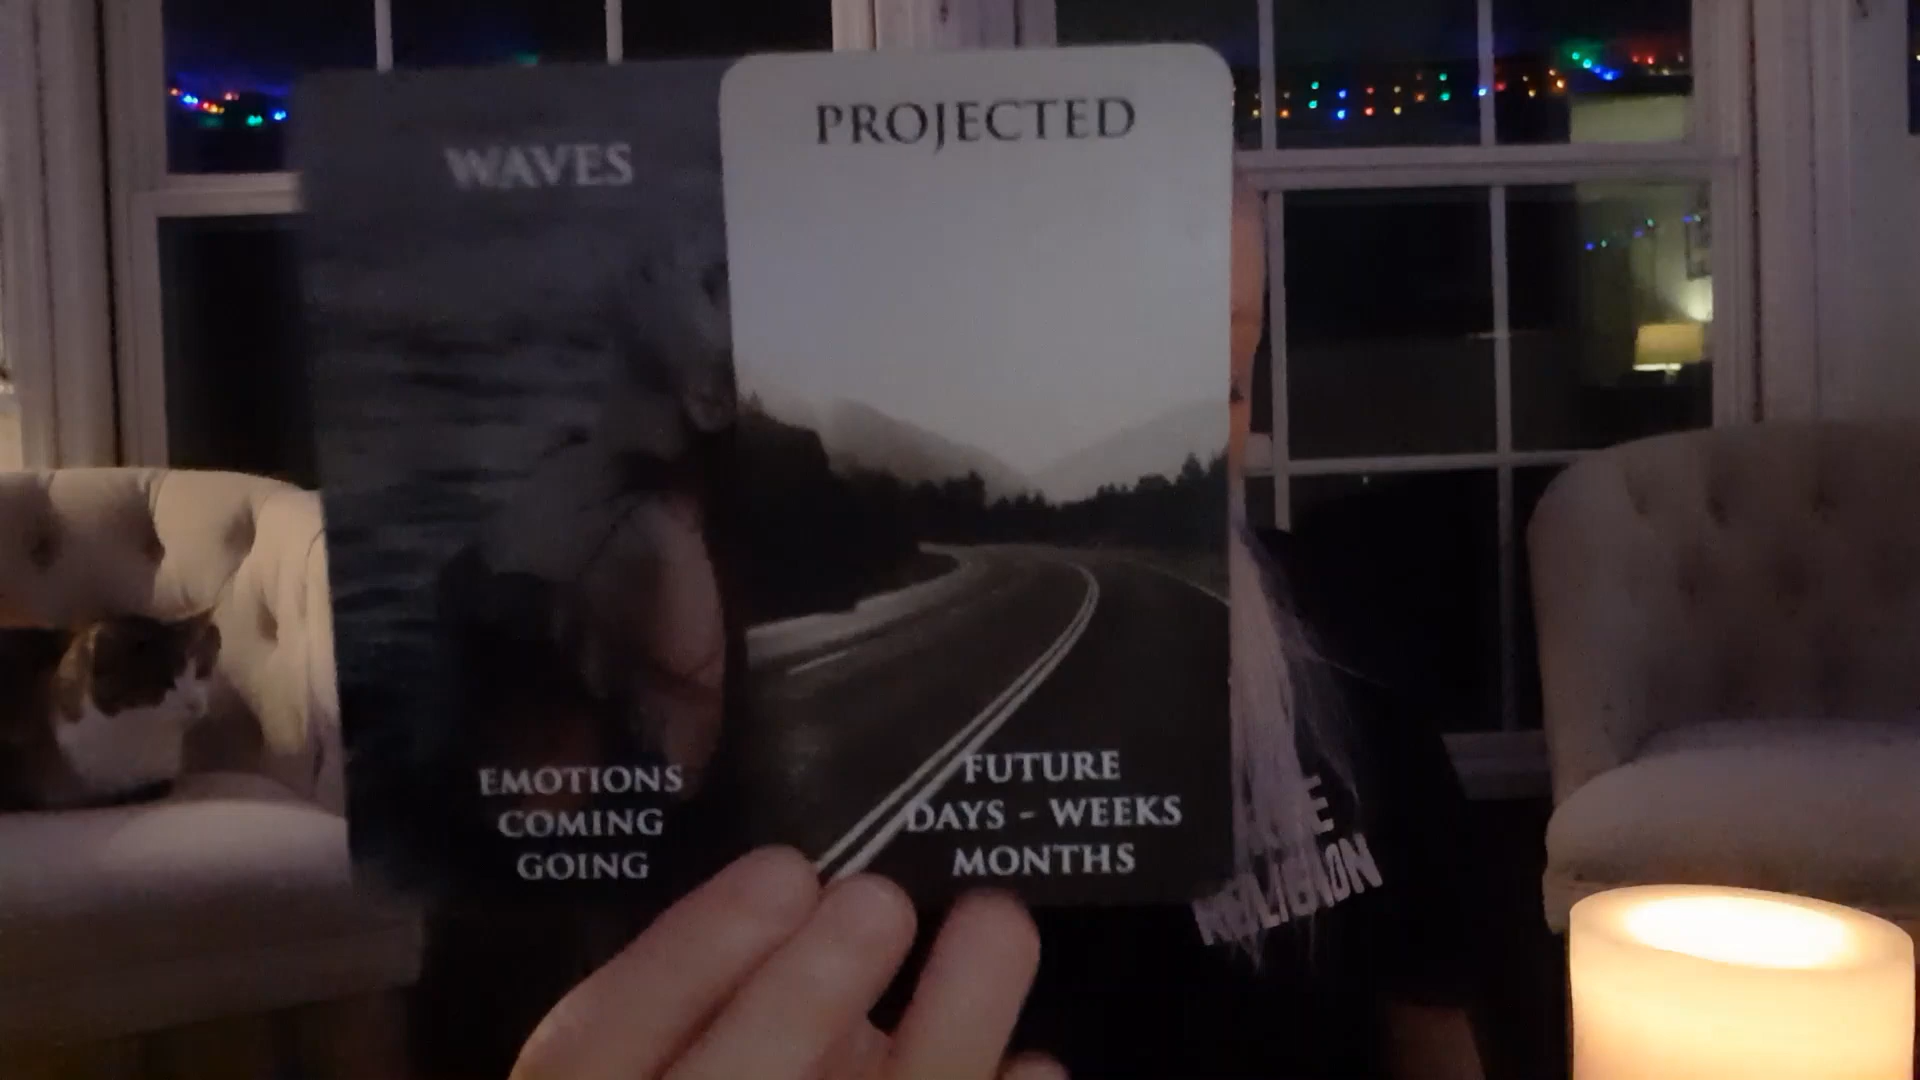 WAVES
EMOTIONS
COMING
GOING
PROJECTED
FUTURE
DAYS - WEEKS
MONTHS